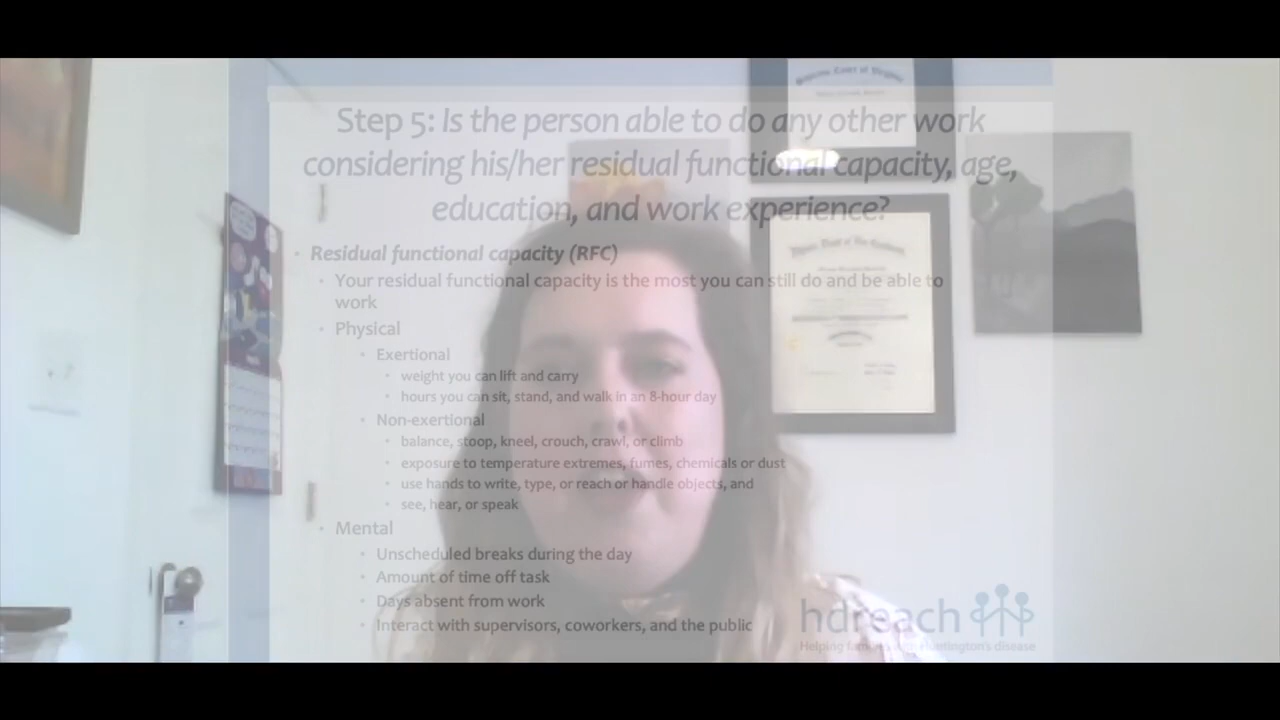 Step 5: Is the person able to do any other work
considering his/her residual functional capacity, age,
education, and work experience?
Residual functional capacity (RFC)
Your residual functional capacity is the most you can still do and be able to
work
Physical
Exertional
weight you can lift and carry
hours you can sit, stand, and walk in an 8-hour day
Non-exertional
balance, stoop, kneel, crouch, crawl, or climb
exposure to temperature extremes, fumes, chemicals or dust
use hands to write, type, or reach or handle objects, and
see, hear, or speak
Mental
Unscheduled breaks during the day
Amount of time off task
Days absent from work
Interact with supervisors, coworkers, and the public
hdreach
Helping families with Huntington's disease